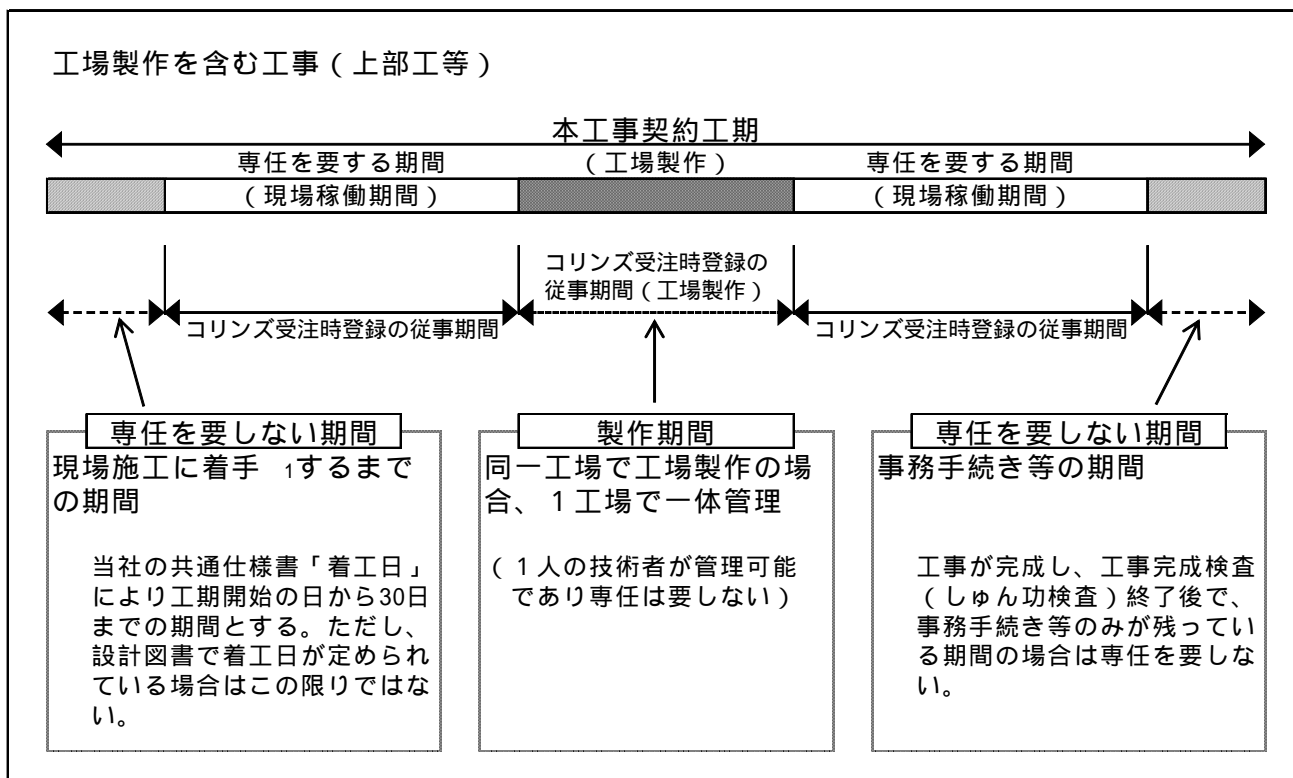 工場製作を含む工事(上部工等)
本工事契約工期
専任を要する期間
(現場稼働期間)
(工場製作)
専任を要する期間
(現場稼働期間)
コリンズ受注時登録の従事期間
コリンズ受注時登録の
従事期間(工場製作)
コリンズ受注時登録の従事期間
専任を要しない期間
現場施工に着手 1するまで
の期間
当社の共通仕様書「着工日」
により工期開始の日から30日
までの期間とする。ただし、
設計図書で着工日が定められ
ている場合はこの限りではな
い。
製作期間
同一工場で工場製作の場
合、1工場で一体管理
(1人の技術者が管理可能
であり専任は要しない)
専任を要しない期間
事務手続き等の期間
工事が完成し、工事完成検査
(しゅん功検査)終了後で、
事務手続き等のみが残ってい
る期間の場合は専任を要しな
い。